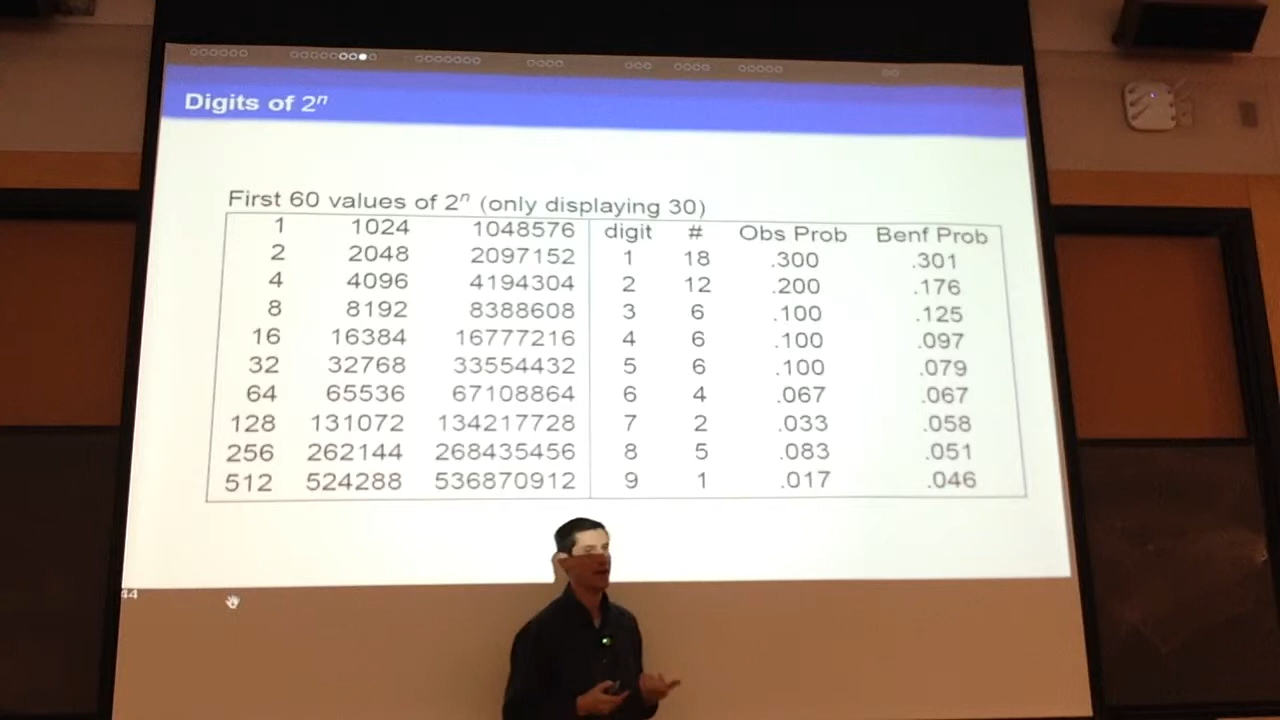 Digits of 2ⁿ
First 60 values of 2ⁿ (only displaying 30)
1 1024 1048576 digit # Obs Prob Benf Prob
2 2048 2097152 1 18 .300 .301
4 4096 4194304 2 12 .200 .176
8 8192 8388608 3 6 .100 .125
16 16384 16777216 4 6 .100 .097
32 32768 33554432 5 6 .100 .079
64 65536 67108864 6 4 .067 .067
128 131072 134217728 7 2 .033 .058
256 262144 268435456 8 5 .083 .051
512 524288 536870912 9 1 .017 .046
44